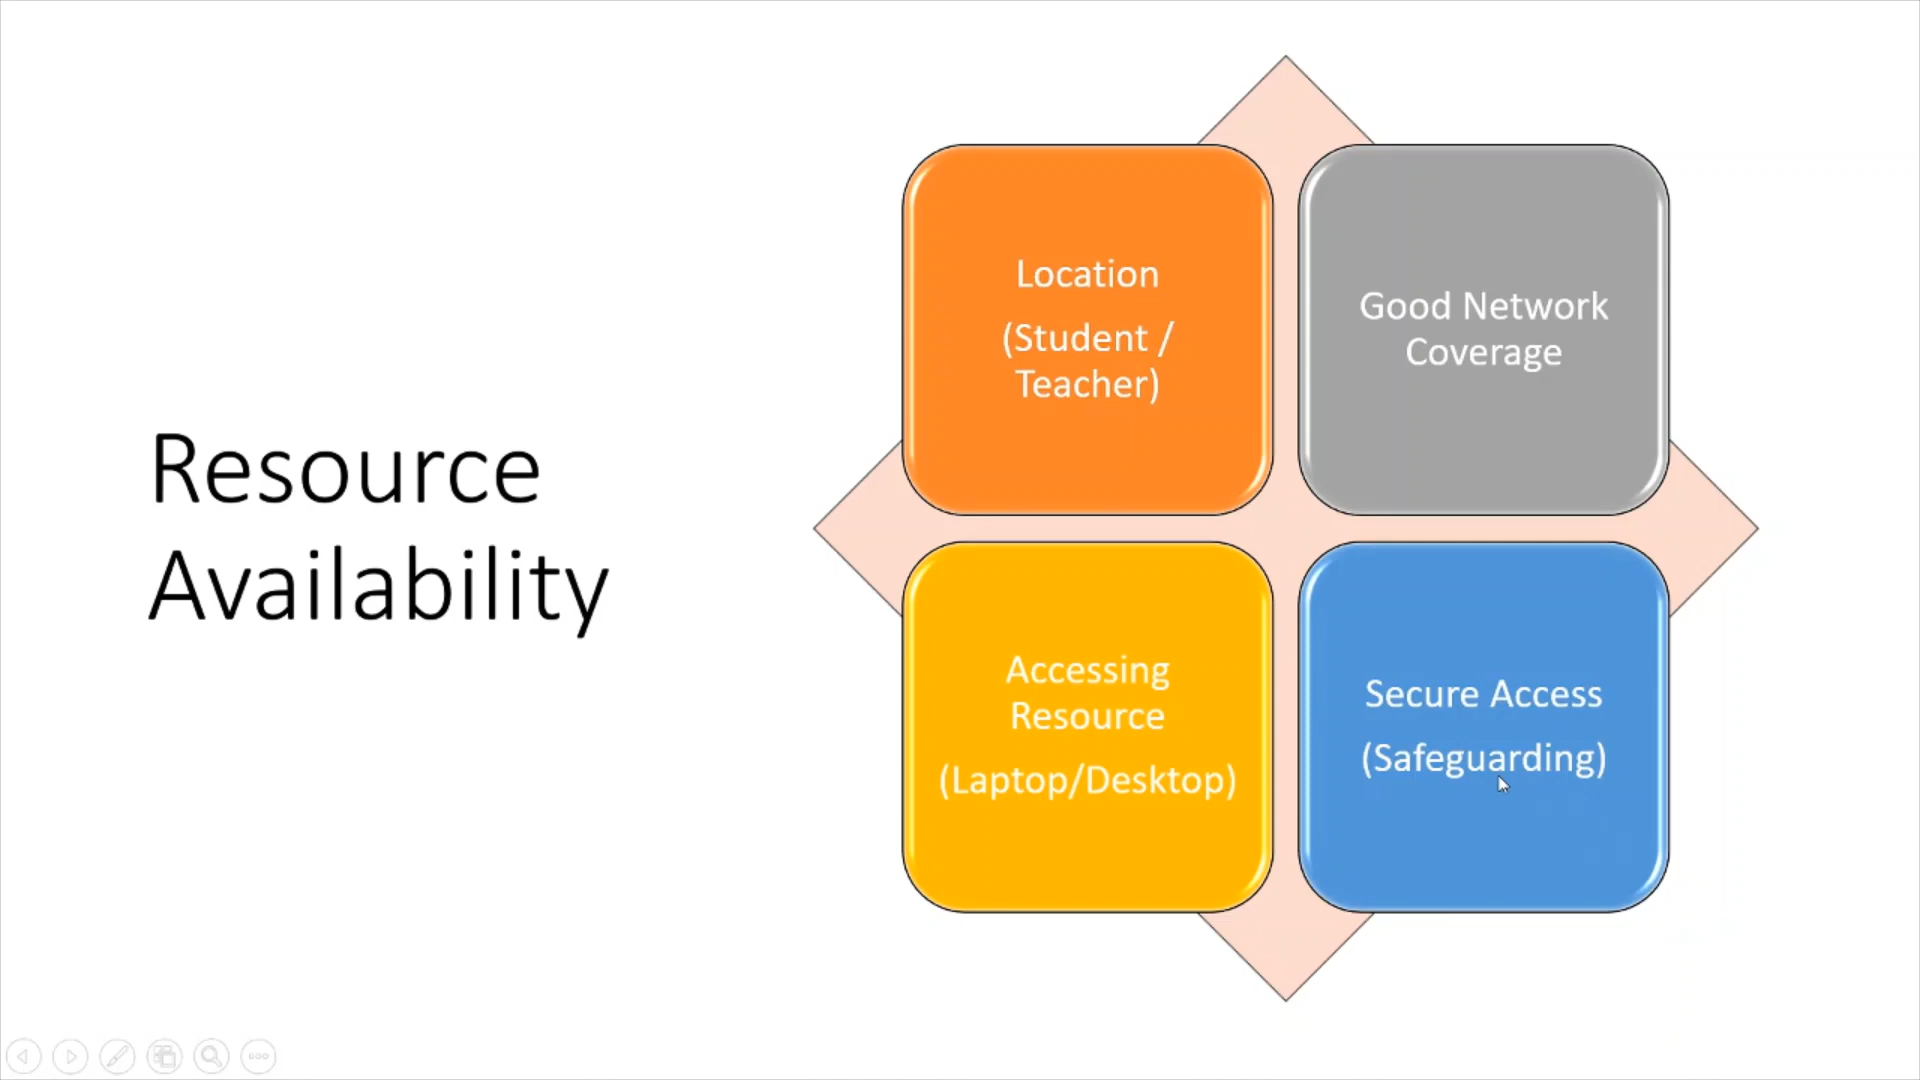 Resource
Availability
Location
(Student /
Teacher)
Good Network
Coverage
Accessing
Resource
(Laptop/Desktop)
Secure Access
(Safeguarding)